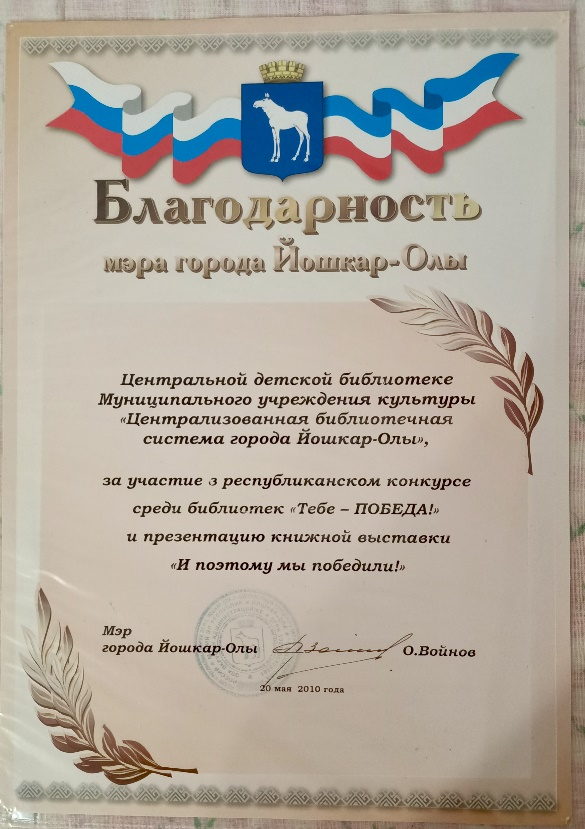 Благодарность
мэра города Йошкар-Олы
Центральной детской библиотеке
Муниципального учреждения культуры
«Централизованная библиотечная
система города Йошкар-Олы»,
за участие в республиканском конкурсе
среди библиотек «Тебе – ПОБЕДА!»
и презентацию книжной выставки
«И поэтому мы победили!»
Мэр
города Йошкар-Олы О.Войнов
20 мая 2010 года